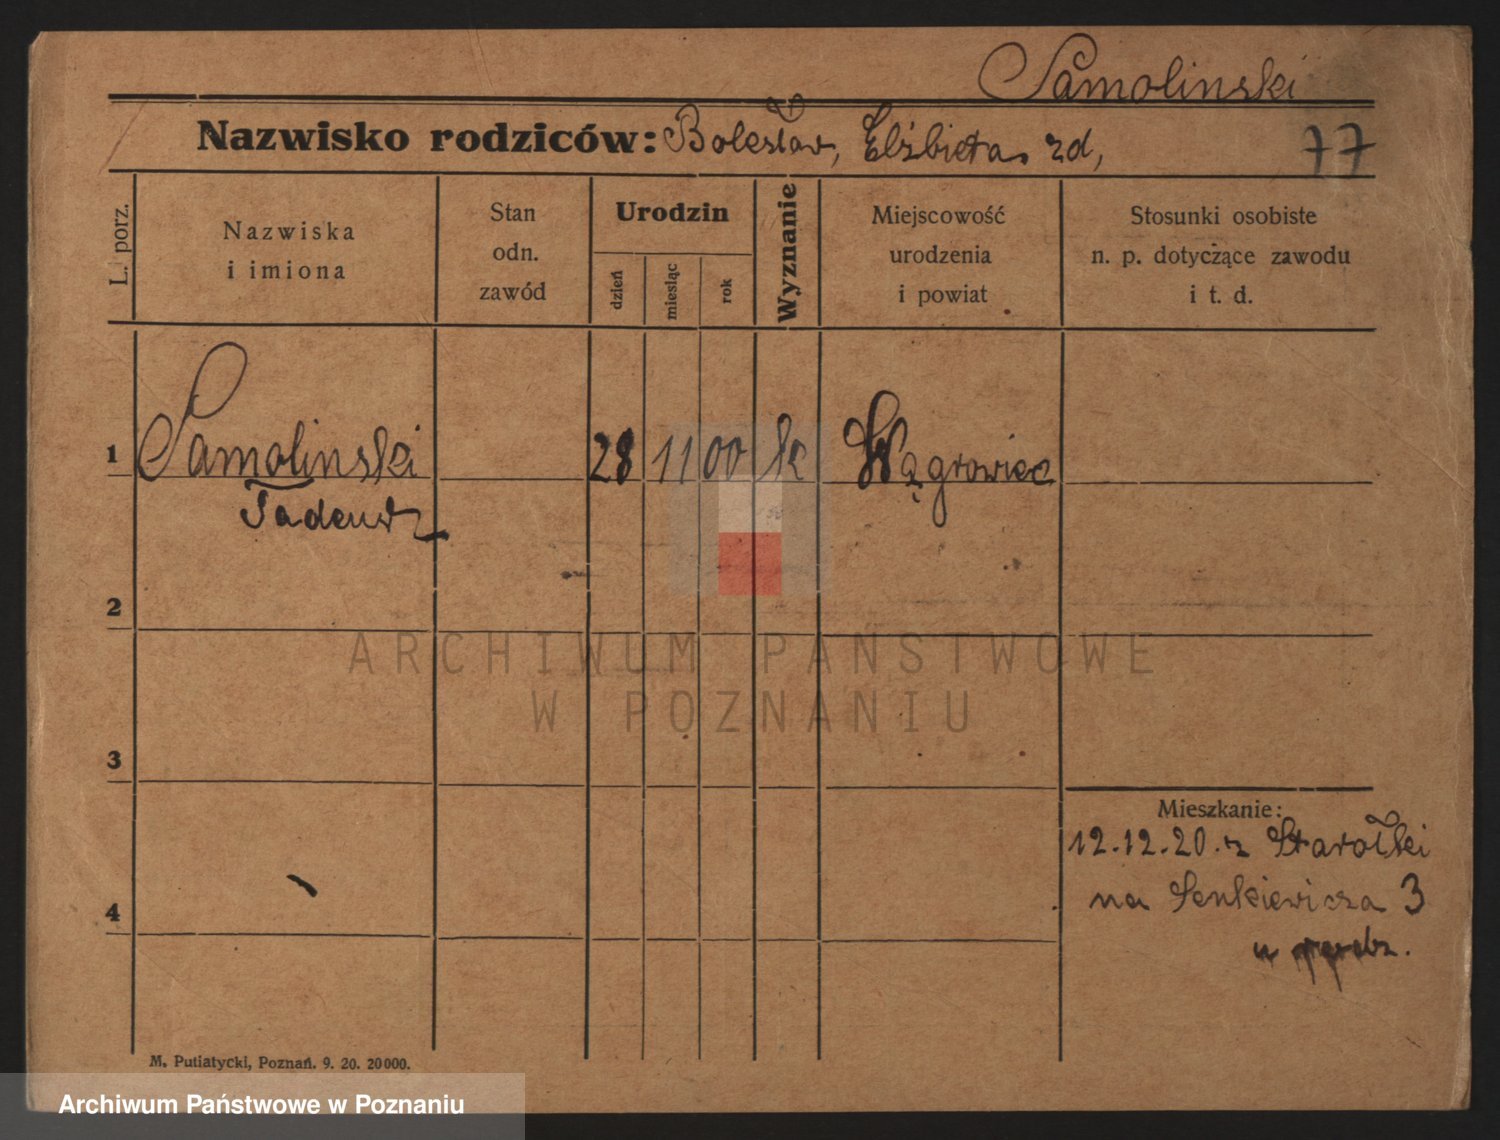 Samolinski
Nazwisko rodziców: Bolesław, Elżbieta zd,
77
L. porz.
Nazwiska
i imiona
Stan
odn.
zawód
Urodzin
dzień
miesiąc
rok
Wyznanie
Miejscowość
urodzenia
i powiat
Stosunki osobiste
n. p. dotyczące zawodu
i t. d.
1 Samolinski 28 11 00 k Wągrowiec
Tadeusz
2
ARCHIWUM PAŃSTWOWE
W POZNANIU
3
Mieszkanie:
12.12.20. z Starołki
na Senkiewicza 3
4
u
M. Putiatycki, Poznań. 9. 20. 20000.
Archiwum Państwowe w Poznaniu